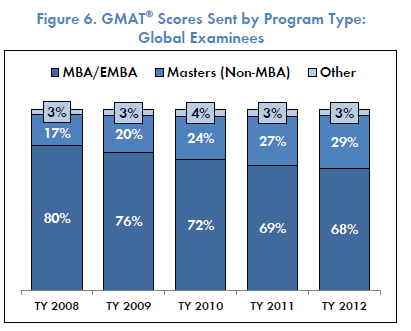 Figure 6. GMAT® Scores Sent by Program Type:
Global Examinees
MBA/EMBA Masters (Non-MBA) Other
3% 3% 4% 3% 3%
17% 20% 24% 27% 29%
80% 76% 72% 69% 68%
TY 2008 TY 2009 TY 2010 TY 2011 TY 2012